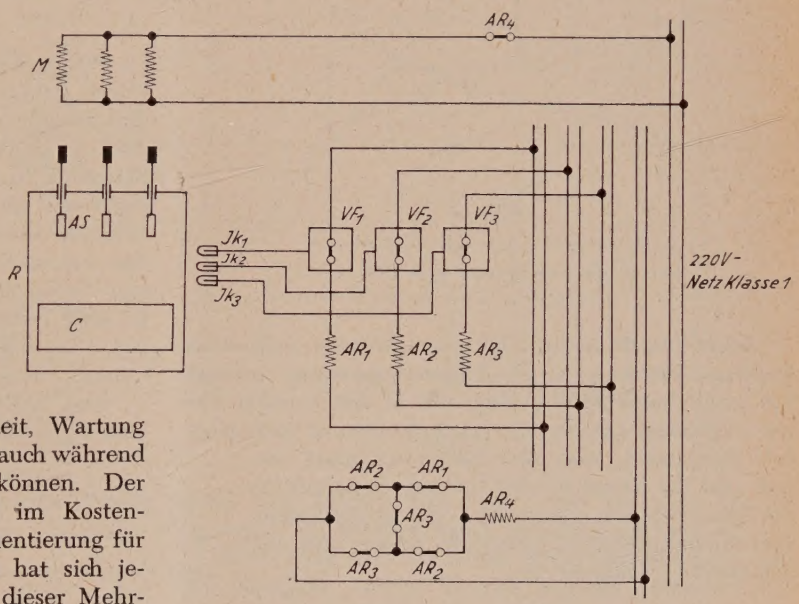 AR4
M
AS
R
C
Jk1
Jk2
Jk3
VF1
VF2
VF3
AR1
AR2
AR3
220V-
Netz Klasse 1
eit, Wartung
auch während
können. Der
im Kosten-
entierung für
hat sich je-
dieser Mehr-
AR2
AR1
AR3
AR4
AR3
AR2